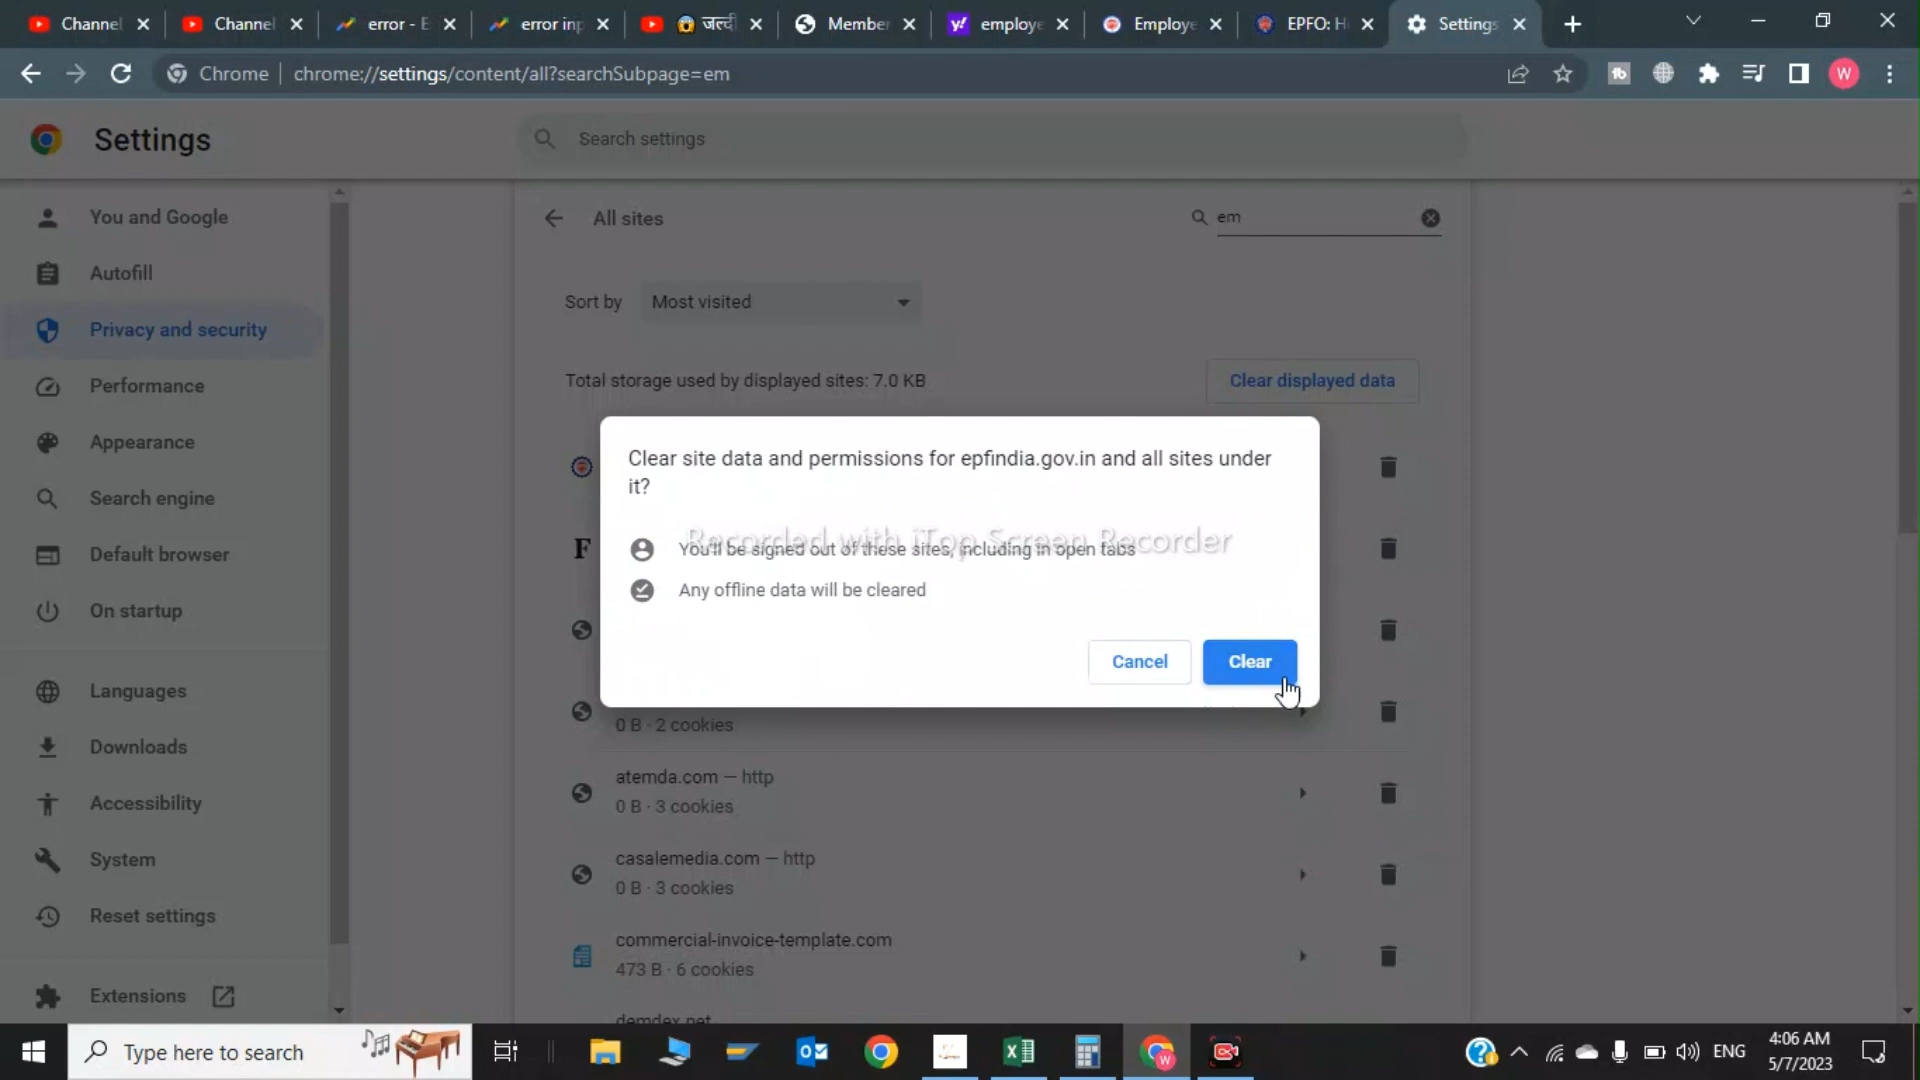 Channel
Channel
error - E
error inp
😱 जल्दी
Member
employe
Employe
EPFO: H
Settings
Chrome
chrome://settings/content/all?searchSubpage=em
W
Settings
Search settings
You and Google
Autofill
Privacy and security
Performance
Appearance
Search engine
Default browser
On startup
Languages
Downloads
Accessibility
System
Reset settings
Extensions
All sites
em
Sort by
Most visited
Total storage used by displayed sites: 7.0 KB
Clear displayed data
Clear site data and permissions for epfindia.gov.in and all sites under
it?
Recorded with iTop Screen Recorder
You'll be signed out of these sites, including in open tabs
Any offline data will be cleared
Cancel
Clear
F
0 B · 2 cookies
atemda.com — http
0 B · 3 cookies
casalemedia.com — http
0 B · 3 cookies
commercial-invoice-template.com
473 B · 6 cookies
demdex.net
Type here to search
ENG
4:06 AM
5/7/2023